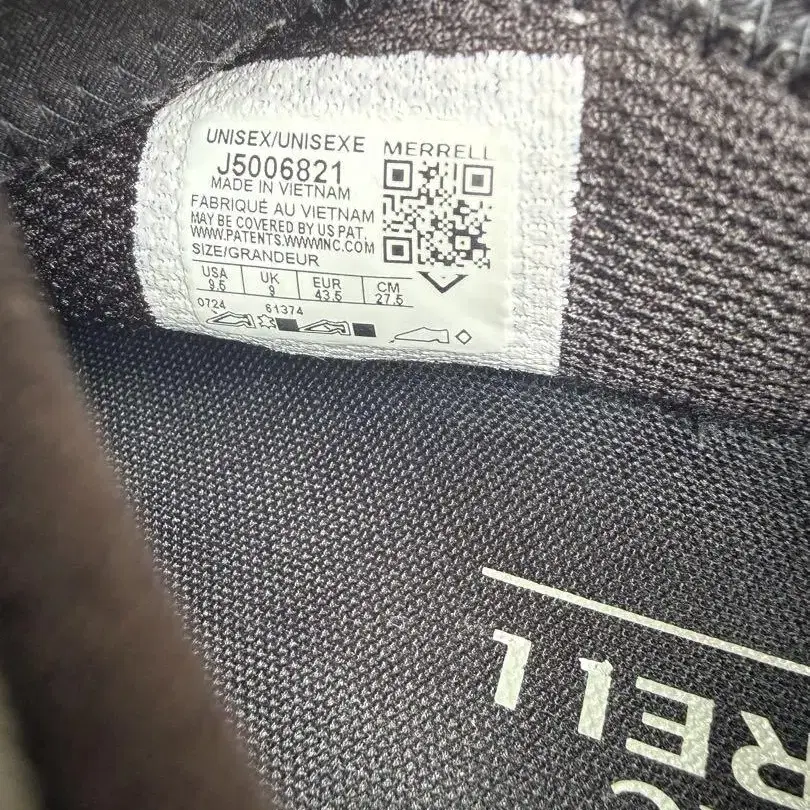 UNISEX/UNISEXE
MERRELL
J5006821
MADE IN VIETNAM
FABRIQUÉ AU VIETNAM
MAY BE COVERED BY US PAT.
WWW.PATENTS.WWWINC.COM
SIZE/GRANDEUR
USA UK EUR CM
9.5 9 43.5 27.5
0724 61374
RELL